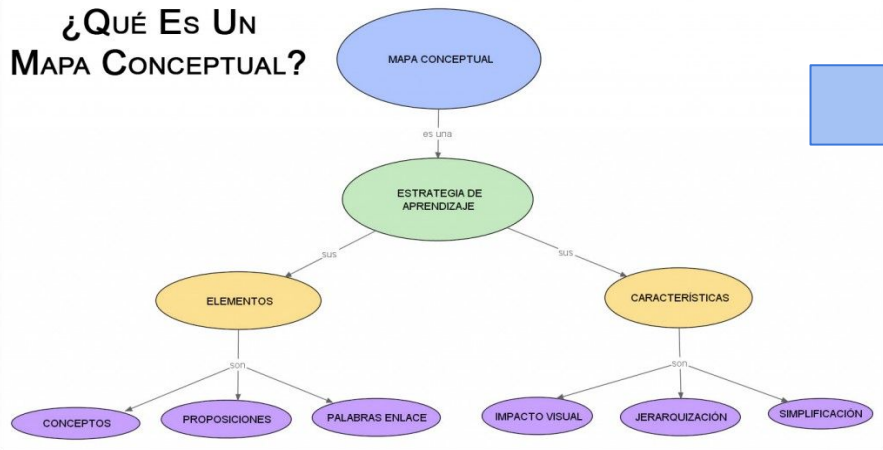 ¿QUÉ ES UN
MAPA CONCEPTUAL?
MAPA CONCEPTUAL
es una
ESTRATEGIA DE
APRENDIZAJE
sus
sus
ELEMENTOS
CARACTERÍSTICAS
son
son
CONCEPTOS
PROPOSICIONES
PALABRAS ENLACE
IMPACTO VISUAL
JERARQUIZACIÓN
SIMPLIFICACIÓN